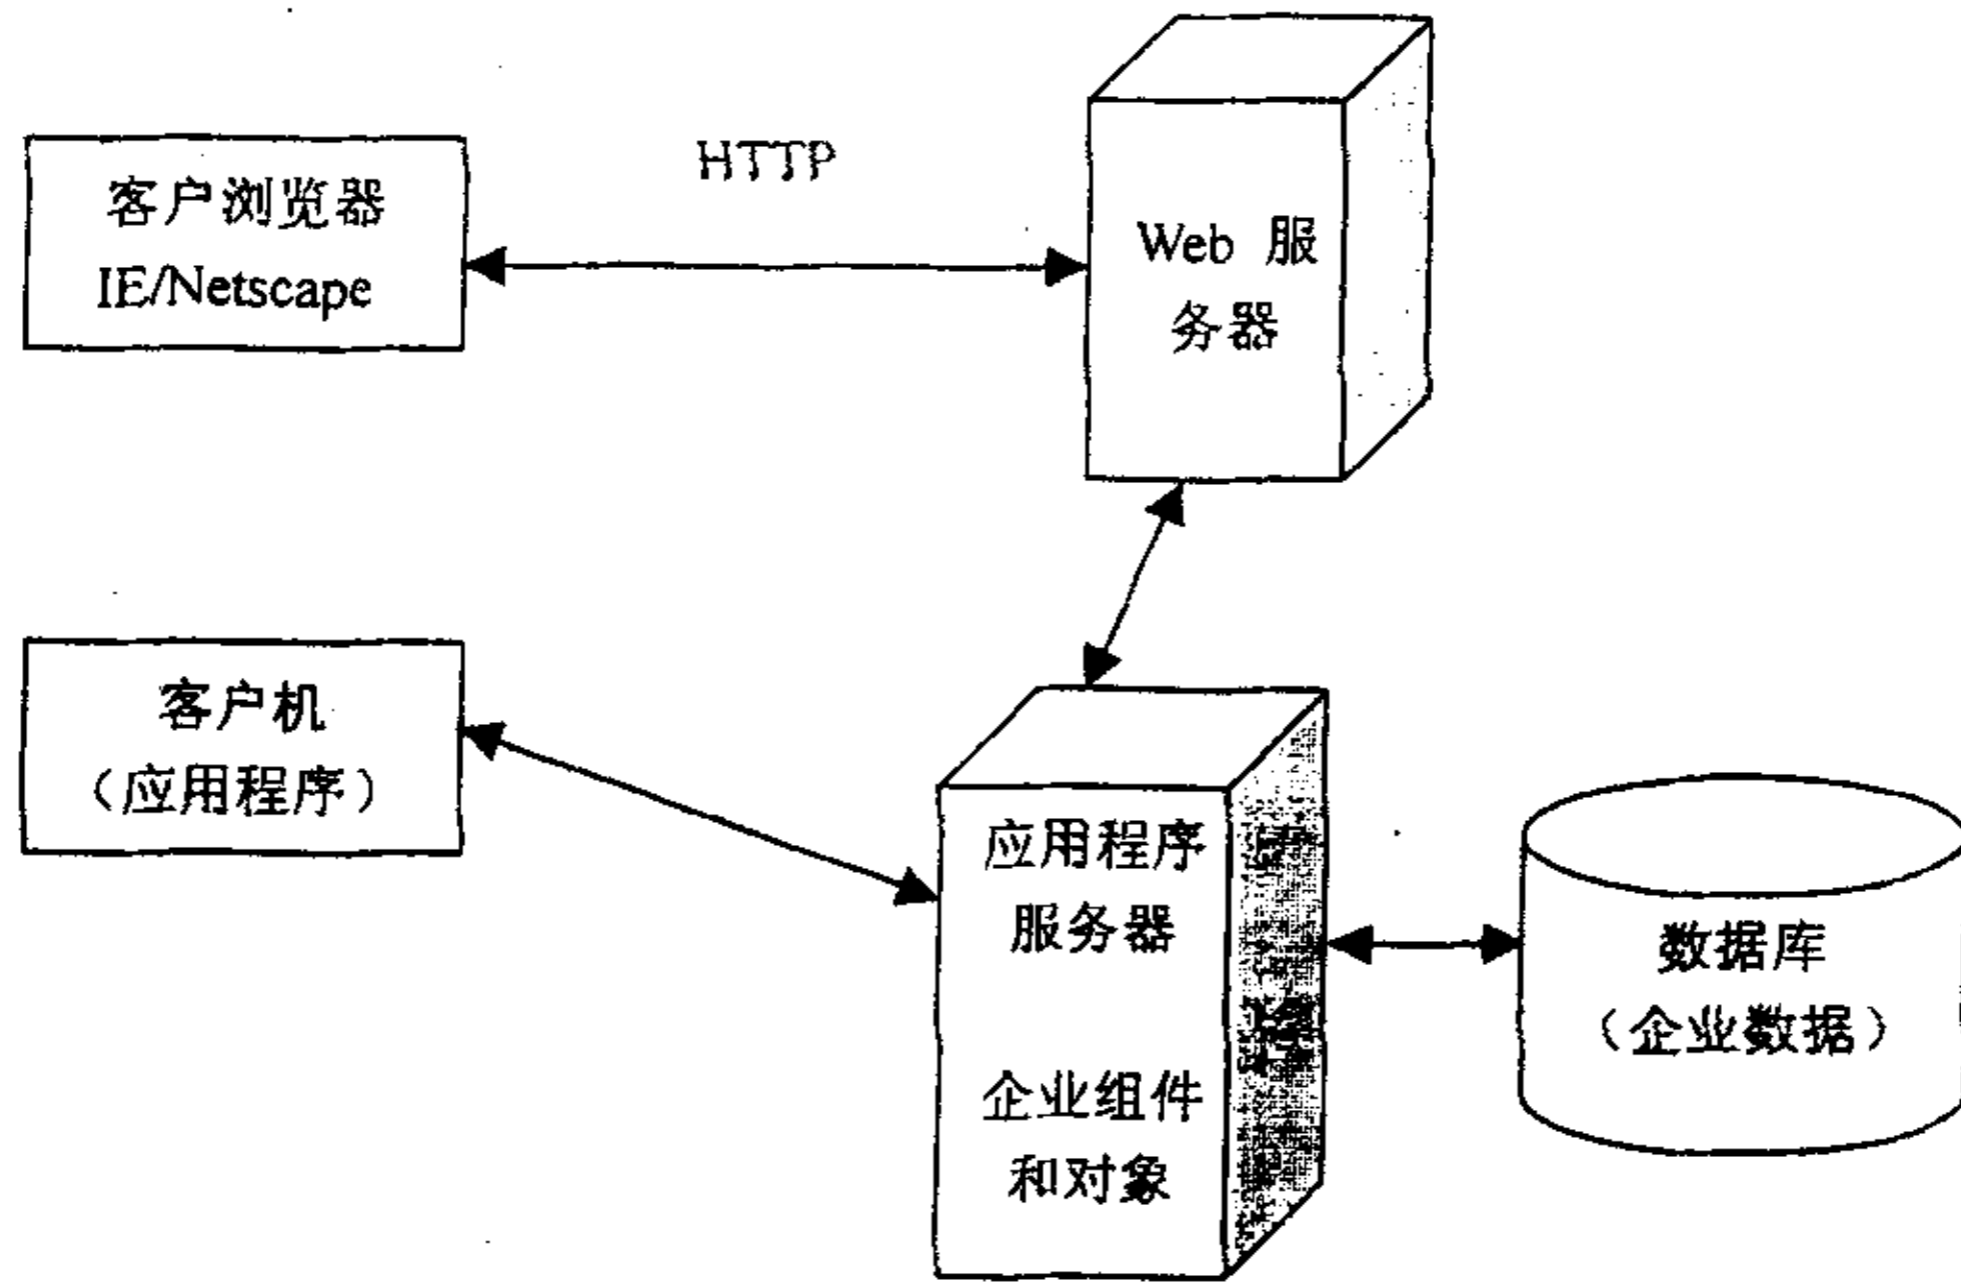 客户浏览器
IE/Netscape
HTTP
Web 服
务器
客户机
（应用程序）
应用程序
服务器
企业组件
和对象
数据库
（企业数据）